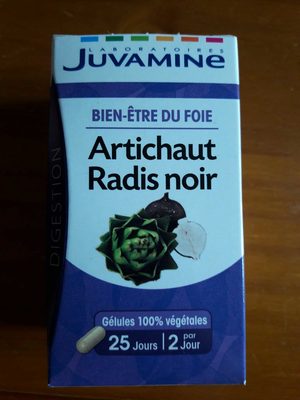 LABORATOIRES
JUVAMINE
BIEN-ÊTRE DU FOIE
Artichaut
Radis noir
DIGESTION
Gélules 100% végétales
25 Jours | 2 par Jour